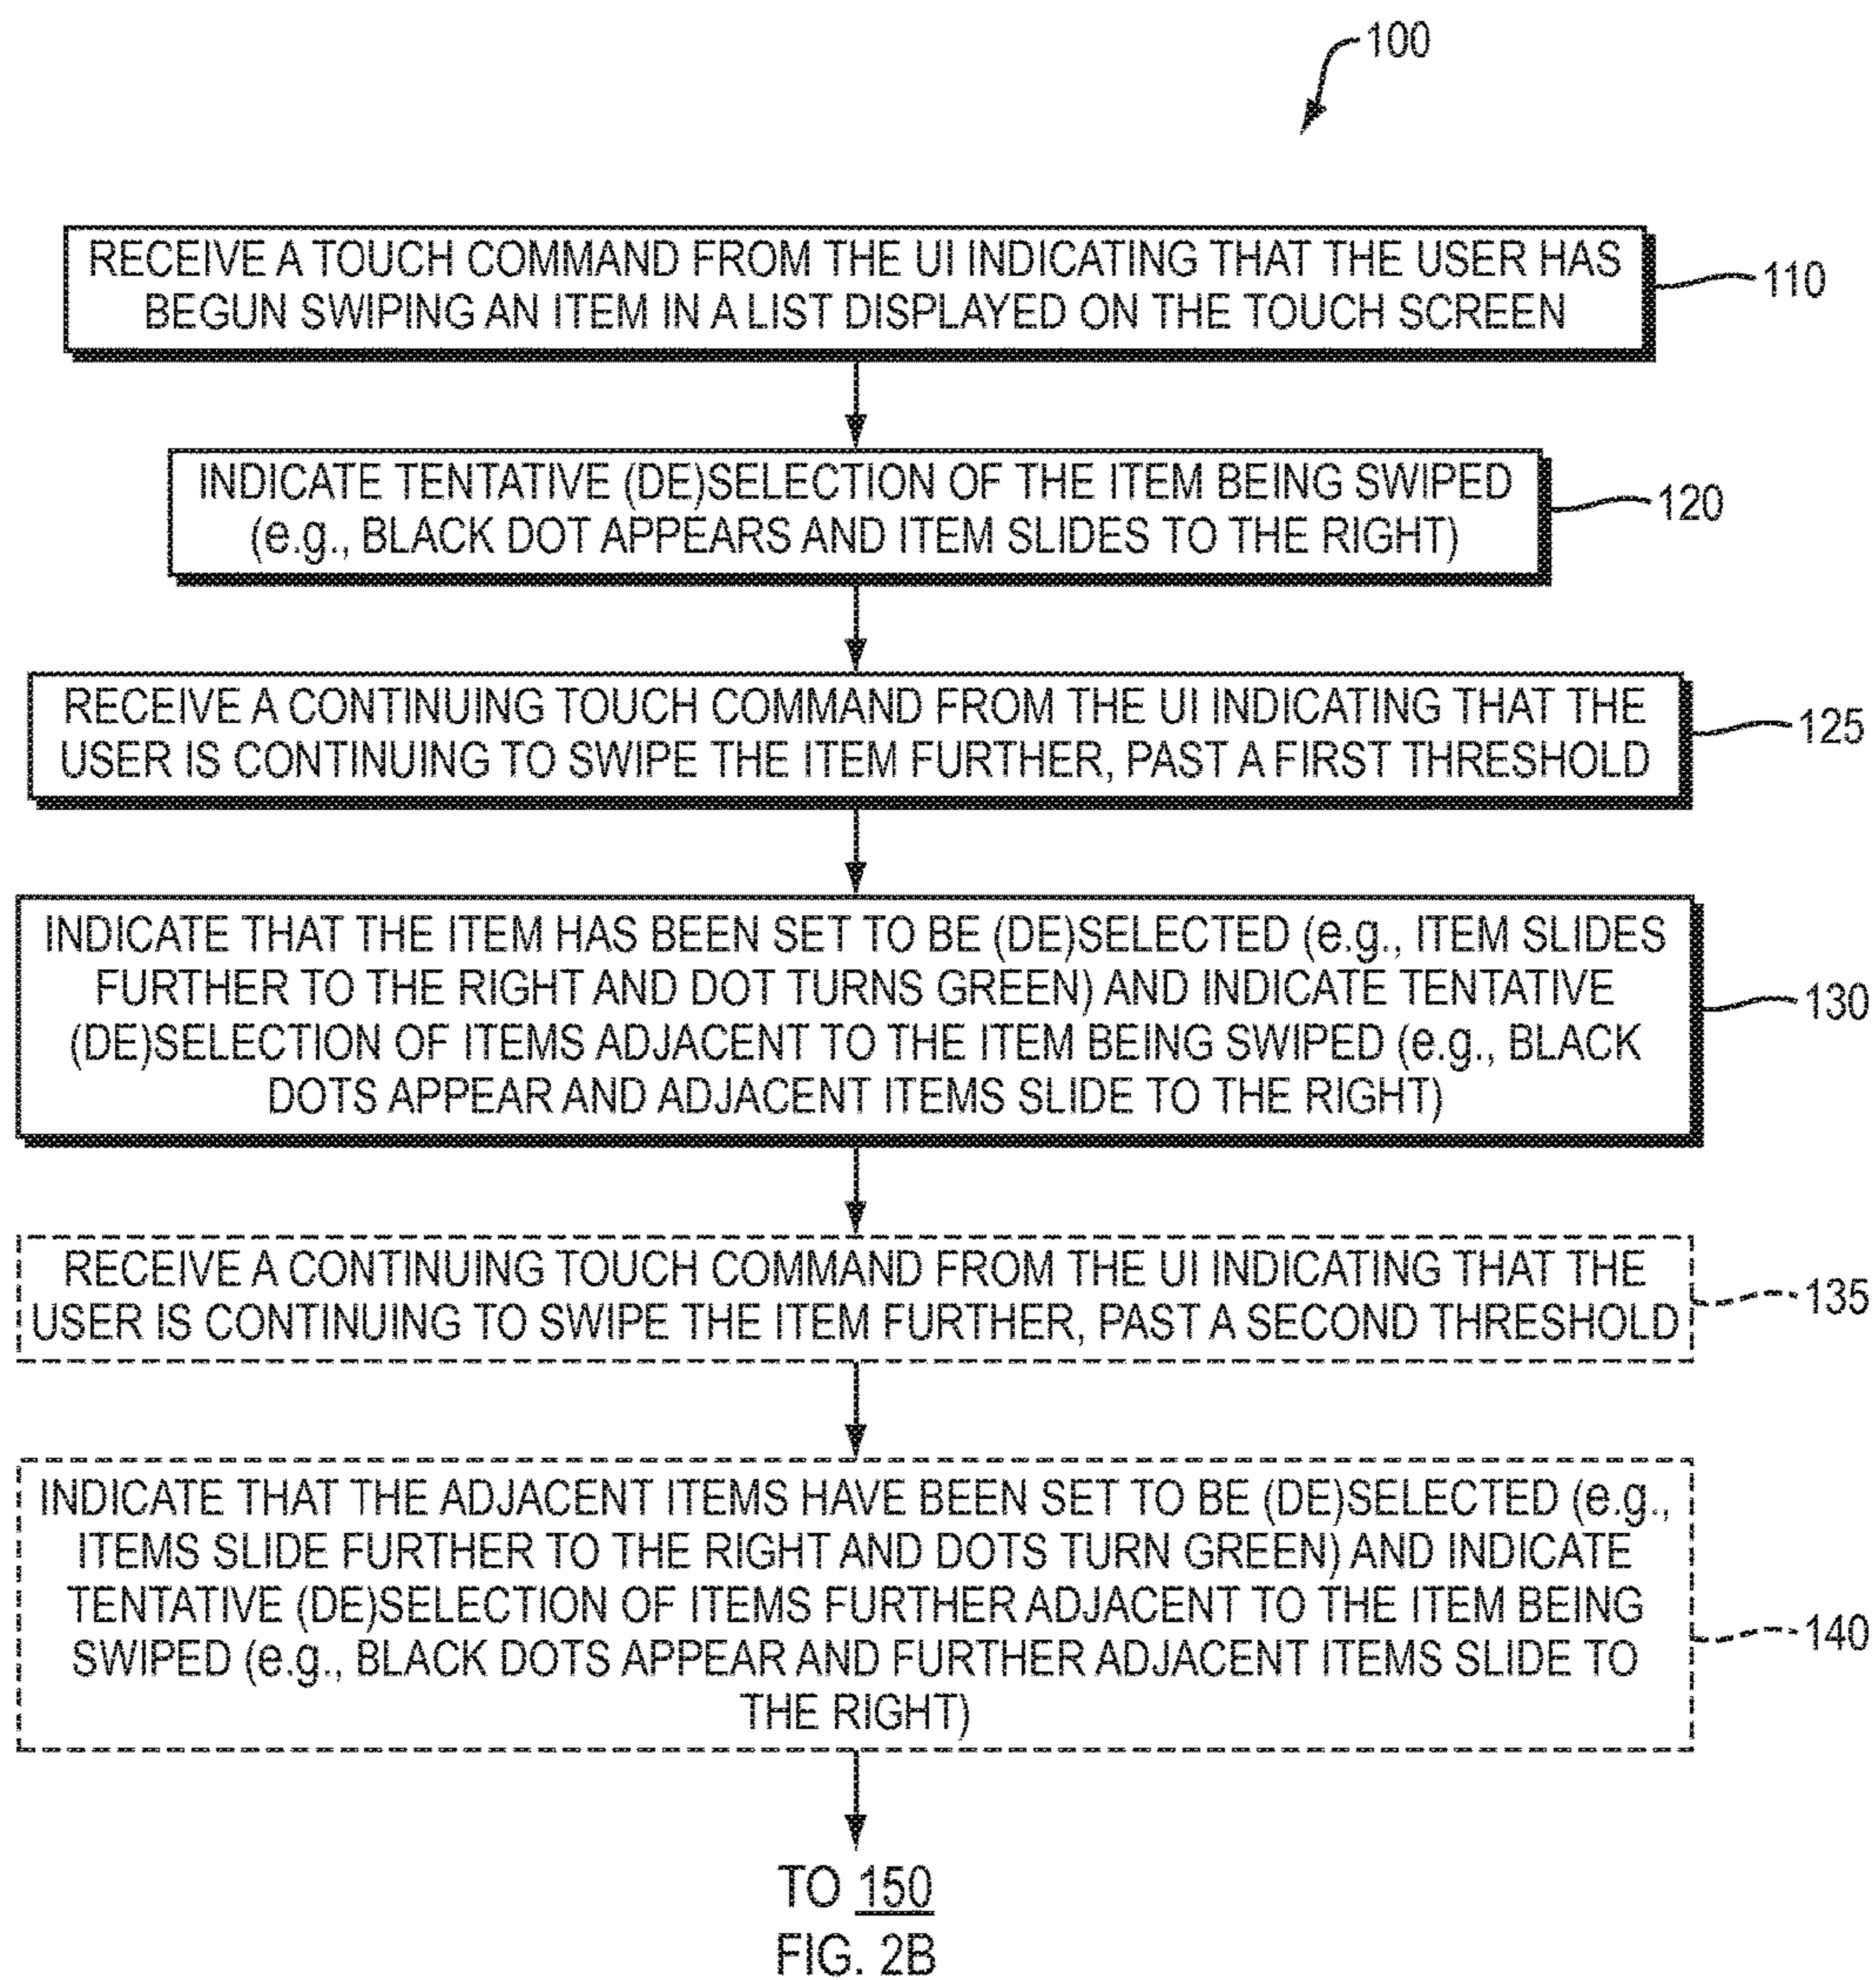 100
RECEIVE A TOUCH COMMAND FROM THE UI INDICATING THAT THE USER HAS
BEGUN SWIPING AN ITEM IN A LIST DISPLAYED ON THE TOUCH SCREEN
110
INDICATE TENTATIVE (DE)SELECTION OF THE ITEM BEING SWIPED
(e.g., BLACK DOT APPEARS AND ITEM SLIDES TO THE RIGHT)
120
RECEIVE A CONTINUING TOUCH COMMAND FROM THE UI INDICATING THAT THE
USER IS CONTINUING TO SWIPE THE ITEM FURTHER, PAST A FIRST THRESHOLD
125
INDICATE THAT THE ITEM HAS BEEN SET TO BE (DE)SELECTED (e.g., ITEM SLIDES
FURTHER TO THE RIGHT AND DOT TURNS GREEN) AND INDICATE TENTATIVE
(DE)SELECTION OF ITEMS ADJACENT TO THE ITEM BEING SWIPED (e.g., BLACK
DOTS APPEAR AND ADJACENT ITEMS SLIDE TO THE RIGHT)
130
RECEIVE A CONTINUING TOUCH COMMAND FROM THE UI INDICATING THAT THE
USER IS CONTINUING TO SWIPE THE ITEM FURTHER, PAST A SECOND THRESHOLD
135
INDICATE THAT THE ADJACENT ITEMS HAVE BEEN SET TO BE (DE)SELECTED (e.g.,
ITEMS SLIDE FURTHER TO THE RIGHT AND DOTS TURN GREEN) AND INDICATE
TENTATIVE (DE)SELECTION OF ITEMS FURTHER ADJACENT TO THE ITEM BEING
SWIPED (e.g., BLACK DOTS APPEAR AND FURTHER ADJACENT ITEMS SLIDE TO
THE RIGHT)
140
TO 150
FIG. 2B